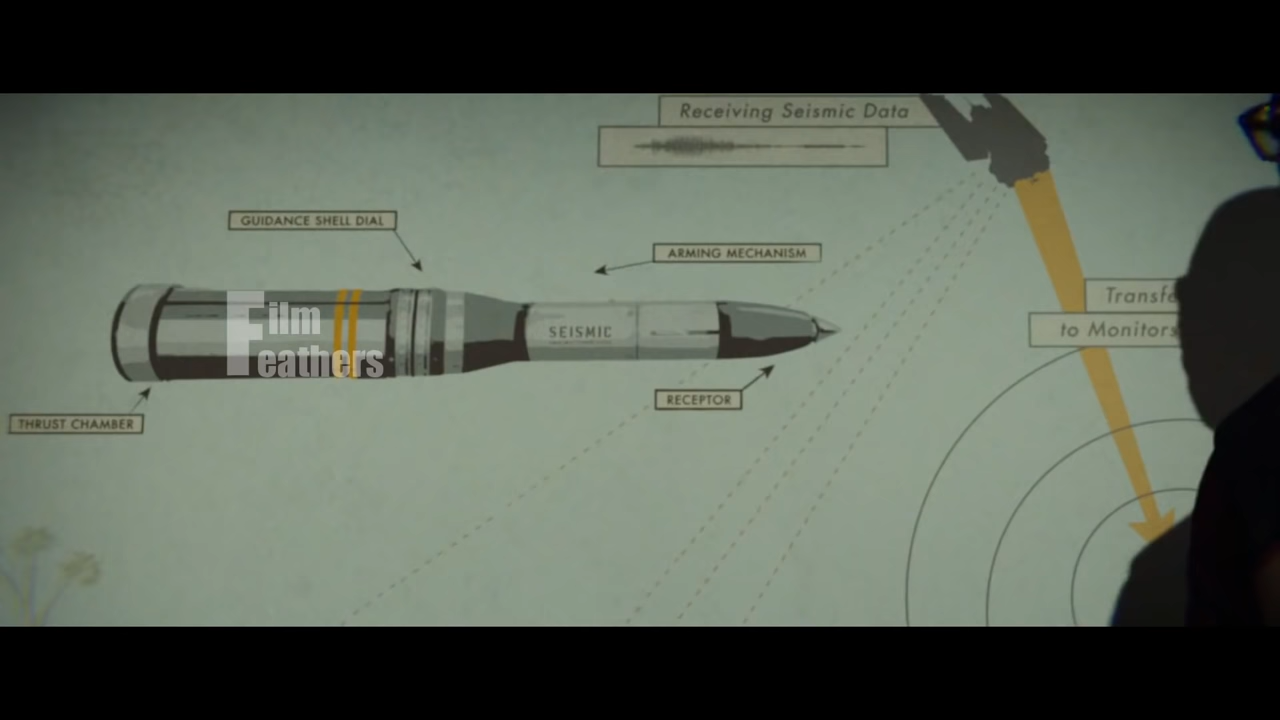 Receiving Seismic Data
GUIDANCE SHELL DIAL
ARMING MECHANISM
SEISMIC
Film
Feathers
Transfe
to Monitors
RECEPTOR
THRUST CHAMBER